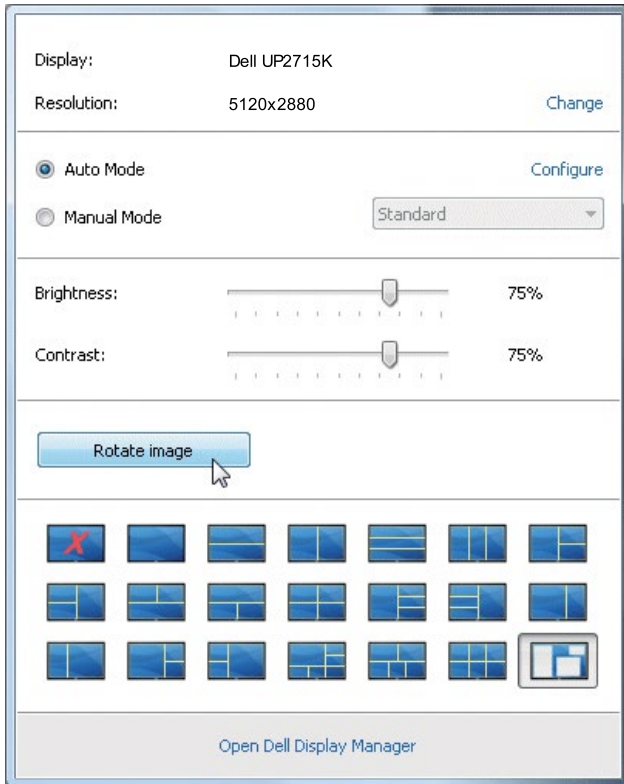 Display: Dell UP2715K
Resolution: 5120x2880 Change
Auto Mode Configure
Manual Mode Standard
Brightness: 75%
Contrast: 75%
Rotate image
Open Dell Display Manager